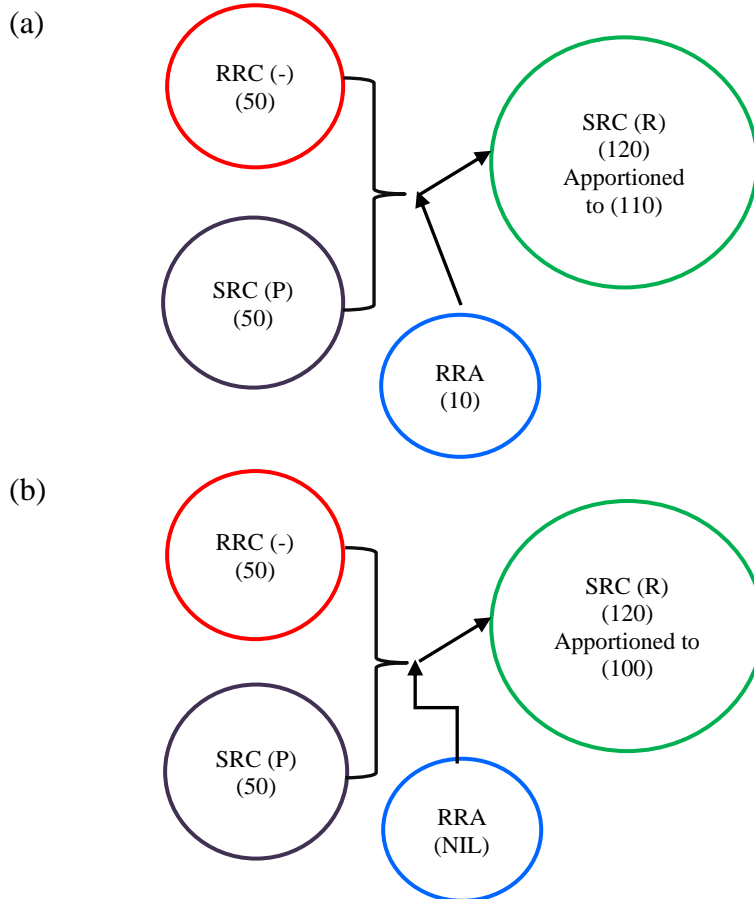 (a)
RRC (-)
(50)
SRC (R)
(120)
Apportioned
to (110)
SRC (P)
(50)
RRA
(10)
(b)
RRC (-)
(50)
SRC (R)
(120)
Apportioned to
(100)
SRC (P)
(50)
RRA
(NIL)